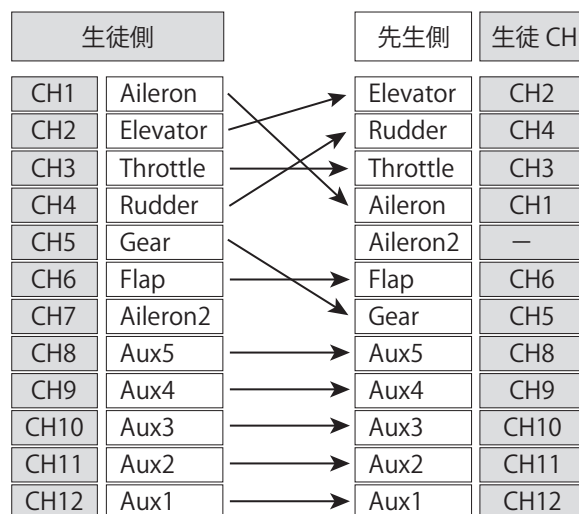 生徒側 先生側 生徒 CH
CH1 Aileron Elevator CH2
CH2 Elevator Rudder CH4
CH3 Throttle Throttle CH3
CH4 Rudder Aileron CH1
CH5 Gear Aileron2 －
CH6 Flap Flap CH6
CH7 Aileron2 Gear CH5
CH8 Aux5 Aux5 CH8
CH9 Aux4 Aux4 CH9
CH10 Aux3 Aux3 CH10
CH11 Aux2 Aux2 CH11
CH12 Aux1 Aux1 CH12